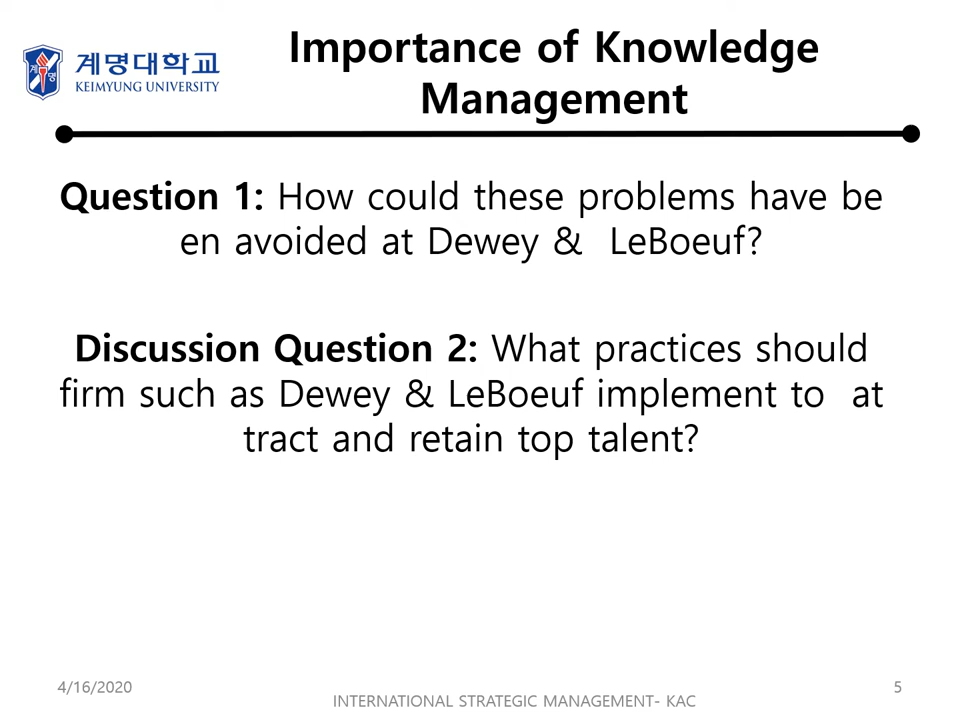 계명대학교
KEIMYUNG UNIVERSITY
Importance of Knowledge
Management
Question 1: How could these problems have be
en avoided at Dewey & LeBoeuf?
Discussion Question 2: What practices should
firm such as Dewey & LeBoeuf implement to at
tract and retain top talent?
4/16/2020
INTERNATIONAL STRATEGIC MANAGEMENT- KAC
5